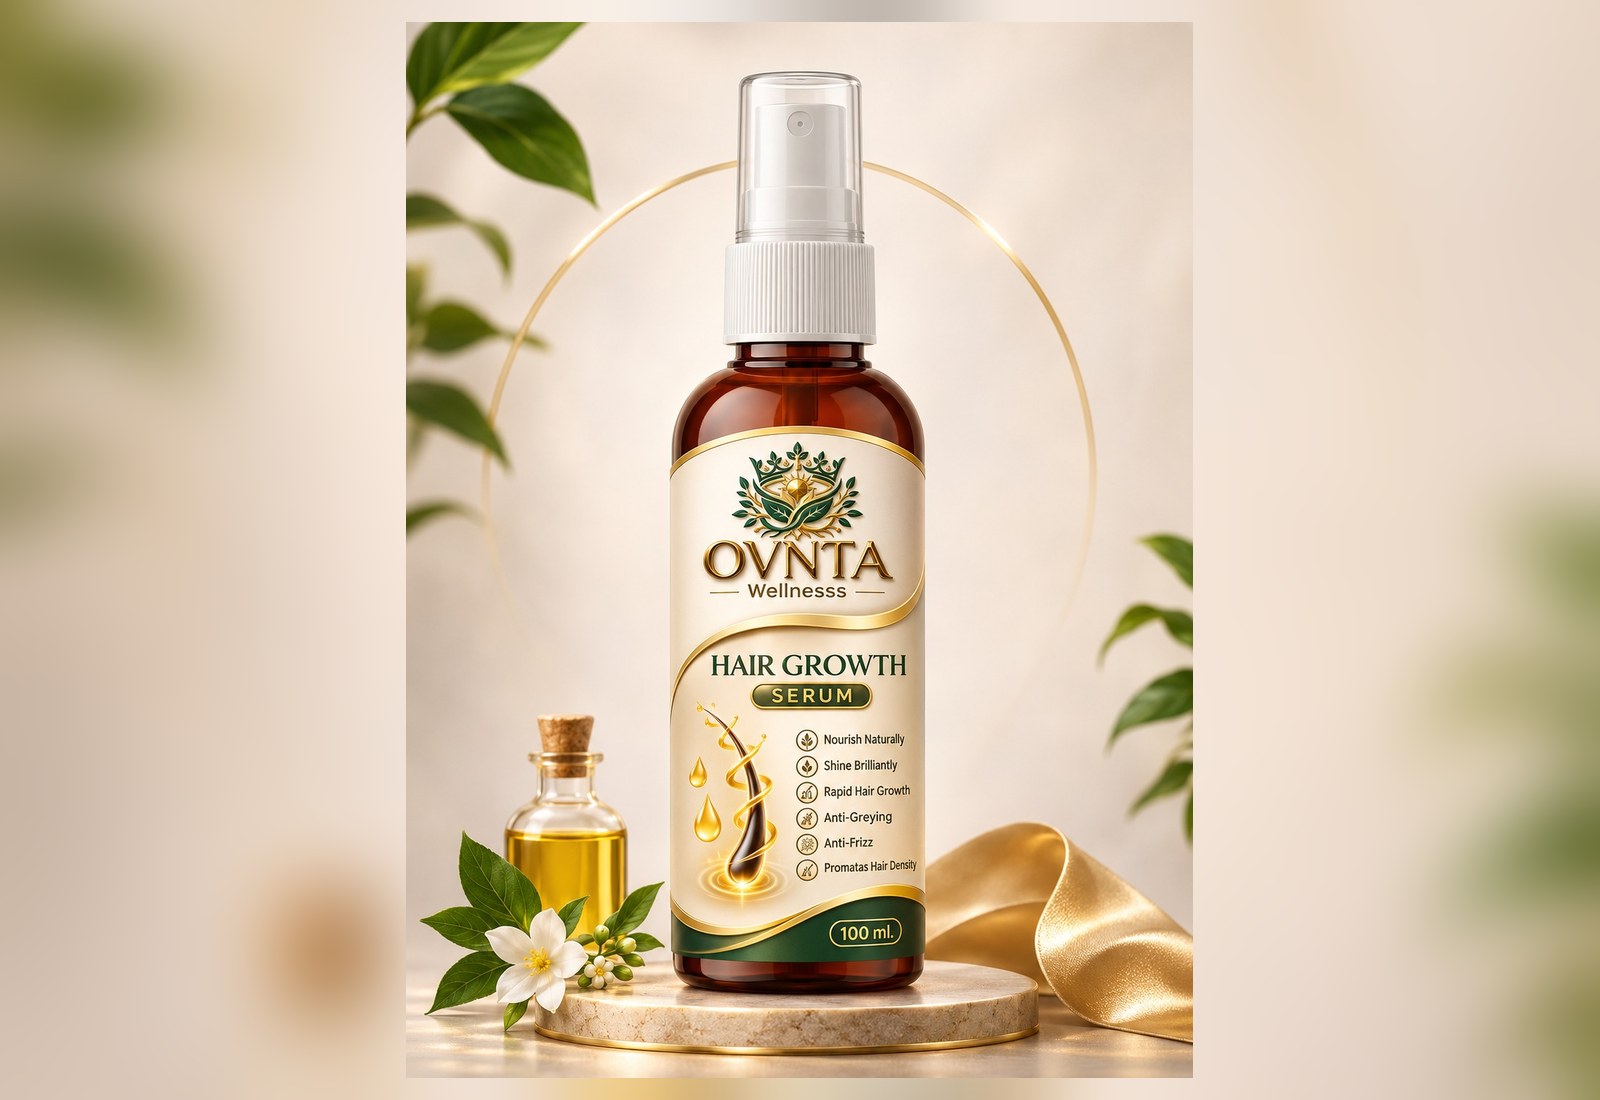 OVNTA
Wellnesss
HAIR GROWTH
SERUM
Nourish Naturally
Shine Brilliantly
Rapid Hair Growth
Anti-Greying
Anti-Frizz
Promatas Hair Density
100 ml.